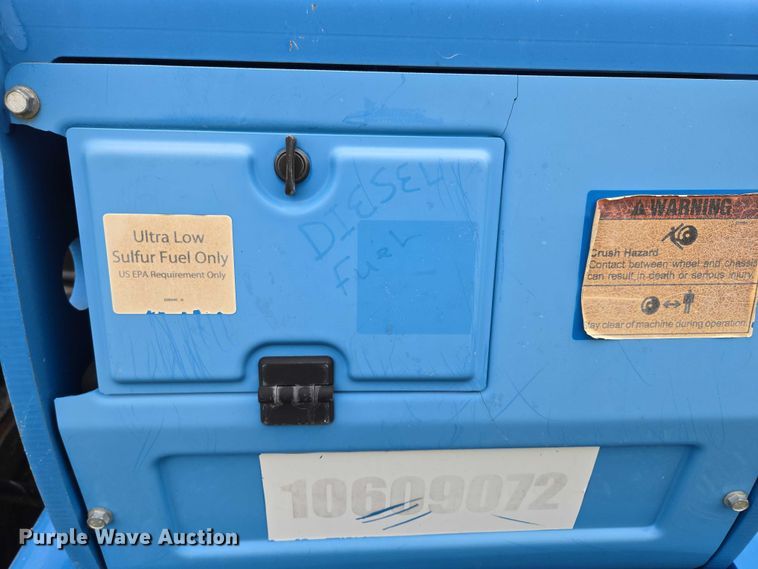 DIESEL
Fuel
Ultra Low
Sulfur Fuel Only
US EPA Requirement Only
WARNING
Crush Hazard
Contact between wheel and chassis
can result in death or serious injury.
tay clear of machine during operation.
10609072
Purple Wave Auction